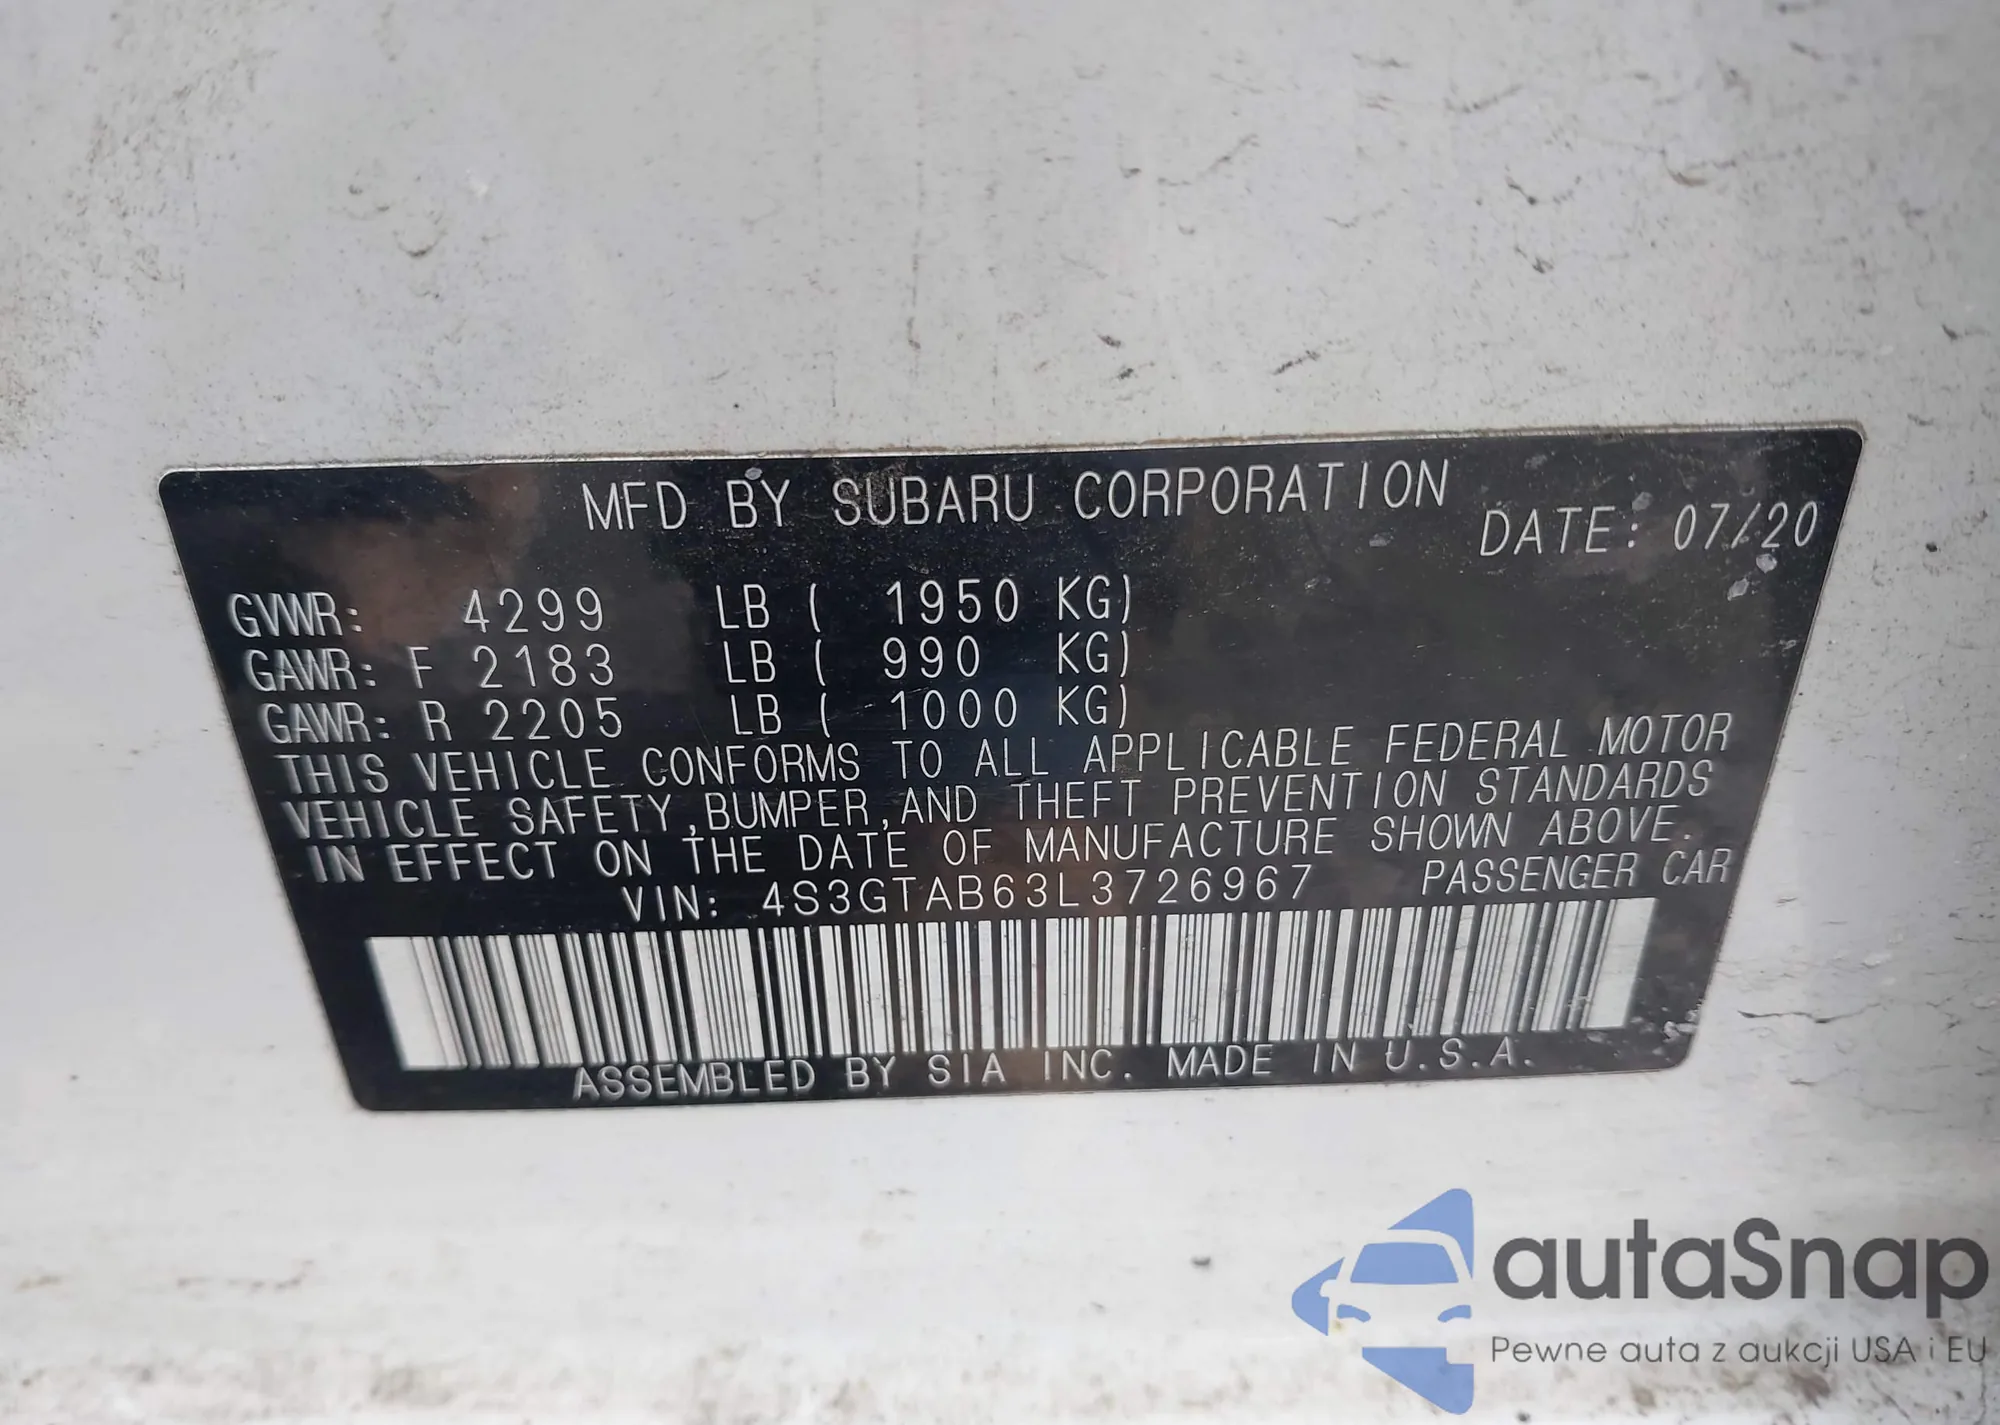 MFD BY SUBARU CORPORATION
DATE: 07/20
GVWR: 4299 LB ( 1950 KG)
GAWR: F 2183 LB ( 990 KG)
GAWR: R 2205 LB ( 1000 KG)
THIS VEHICLE CONFORMS TO ALL APPLICABLE FEDERAL MOTOR
VEHICLE SAFETY, BUMPER, AND THEFT PREVENTION STANDARDS
IN EFFECT ON THE DATE OF MANUFACTURE SHOWN ABOVE.
VIN: 4S3GTAB63L3726967 PASSENGER CAR
ASSEMBLED BY SIA INC. MADE IN U.S.A.
autaSnap
Pewne auta z aukcji USA i EU